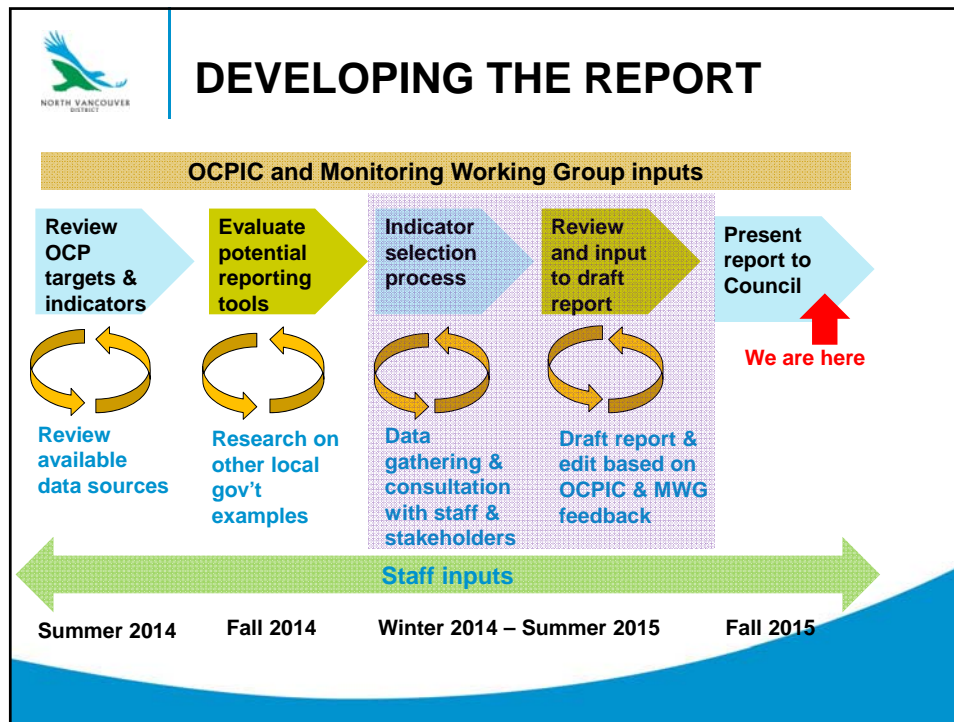 NORTH VANCOUVER
DISTRICT
DEVELOPING THE REPORT
OCPIC and Monitoring Working Group inputs
Review
OCP
targets &
indicators
Evaluate
potential
reporting
tools
Indicator
selection
process
Review
and input
to draft
report
Present
report to
Council
We are here
Review
available
data sources
Research on
other local
gov't
examples
Data
gathering &
consultation
with staff &
stakeholders
Draft report &
edit based on
OCPIC & MWG
feedback
Staff inputs
Summer 2014
Fall 2014
Winter 2014 – Summer 2015
Fall 2015